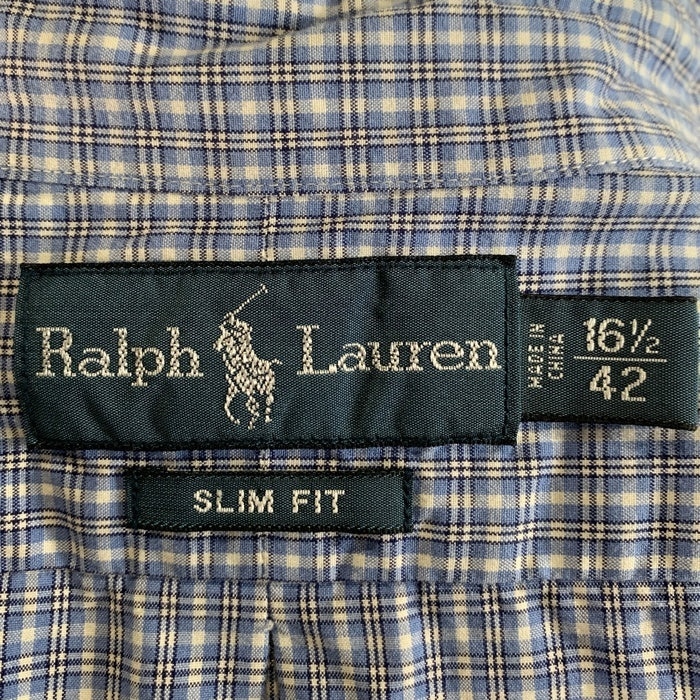 Ralph Lauren
MADE IN
CHINA
16½
42
SLIM FIT